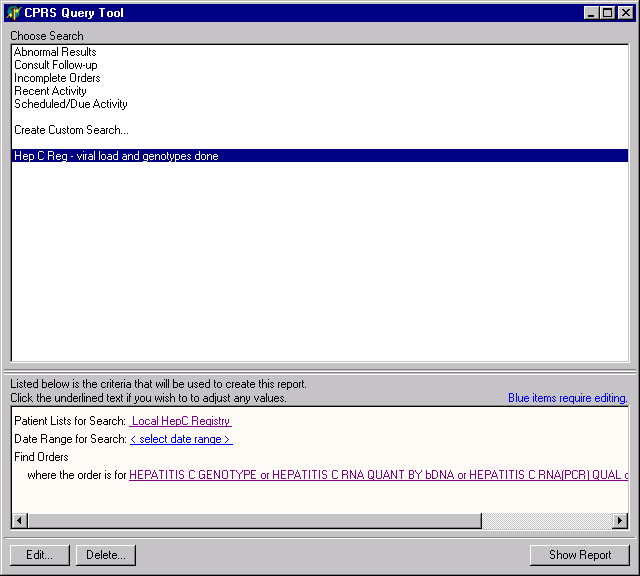 CPRS Query Tool
Choose Search
Abnormal Results
Consult Follow-up
Incomplete Orders
Recent Activity
Scheduled/Due Activity
Create Custom Search...
Hep C Reg - viral load and genotypes done
Listed below is the criteria that will be used to create this report.
Click the underlined text if you wish to to adjust any values.
Blue items require editing.
Patient Lists for Search: Local HepC Registry
Date Range for Search: < select date range >
Find Orders
where the order is for HEPATITIS C GENOTYPE or HEPATITIS C RNA QUANT BY bDNA or HEPATITIS C RNA(PCR) QUAL
Edit...
Delete...
Show Report